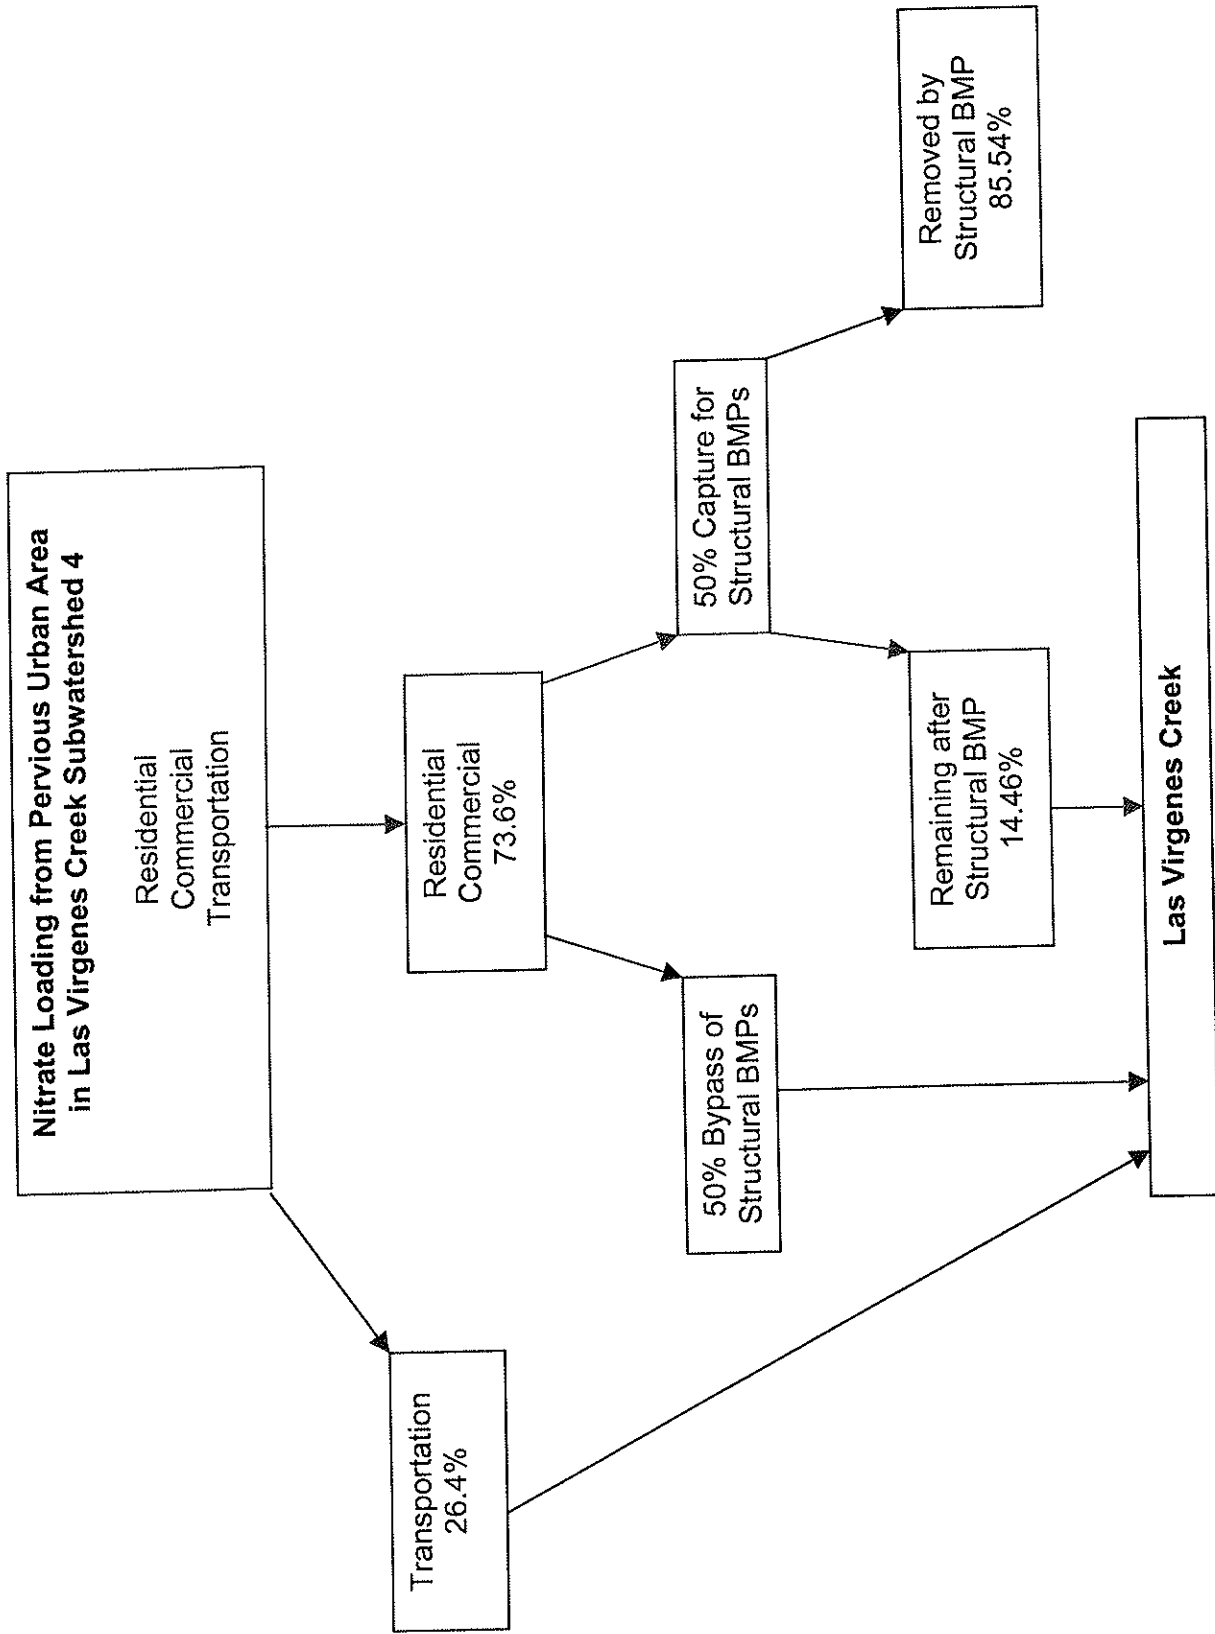 Nitrate Loading from Pervious Urban Area
in Las Virgenes Creek Subwatershed 4
Residential
Commercial
Transportation
Transportation
26.4%
Residential
Commercial
73.6%
50% Bypass of
Structural BMPs
50% Capture for
Structural BMPs
Remaining after
Structural BMP
14.46%
Removed by
Structural BMP
85.54%
Las Virgenes Creek